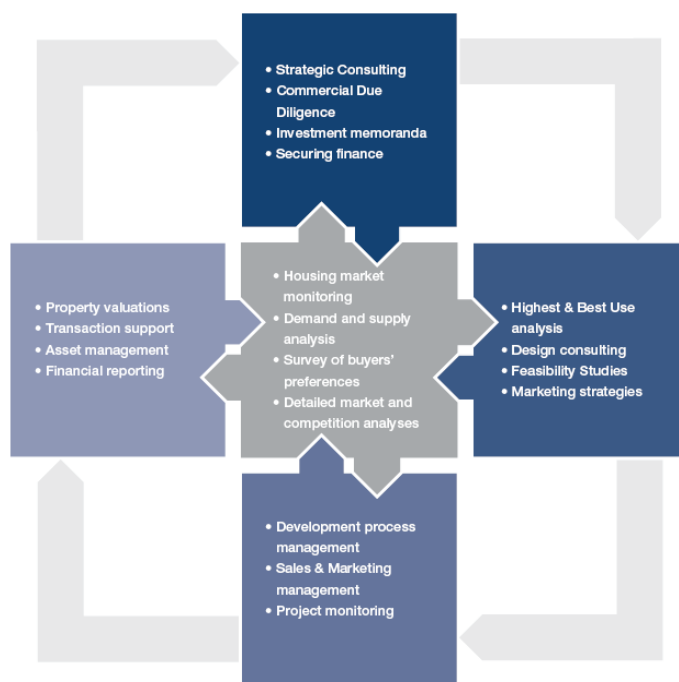 • Strategic Consulting
• Commercial Due
Diligence
• Investment memoranda
• Securing finance
• Property valuations
• Transaction support
• Asset management
• Financial reporting
• Housing market
monitoring
• Demand and supply
analysis
• Survey of buyers’
preferences
• Detailed market and
competition analyses
• Highest & Best Use
analysis
• Design consulting
• Feasibility Studies
• Marketing strategies
• Development process
management
• Sales & Marketing
management
• Project monitoring